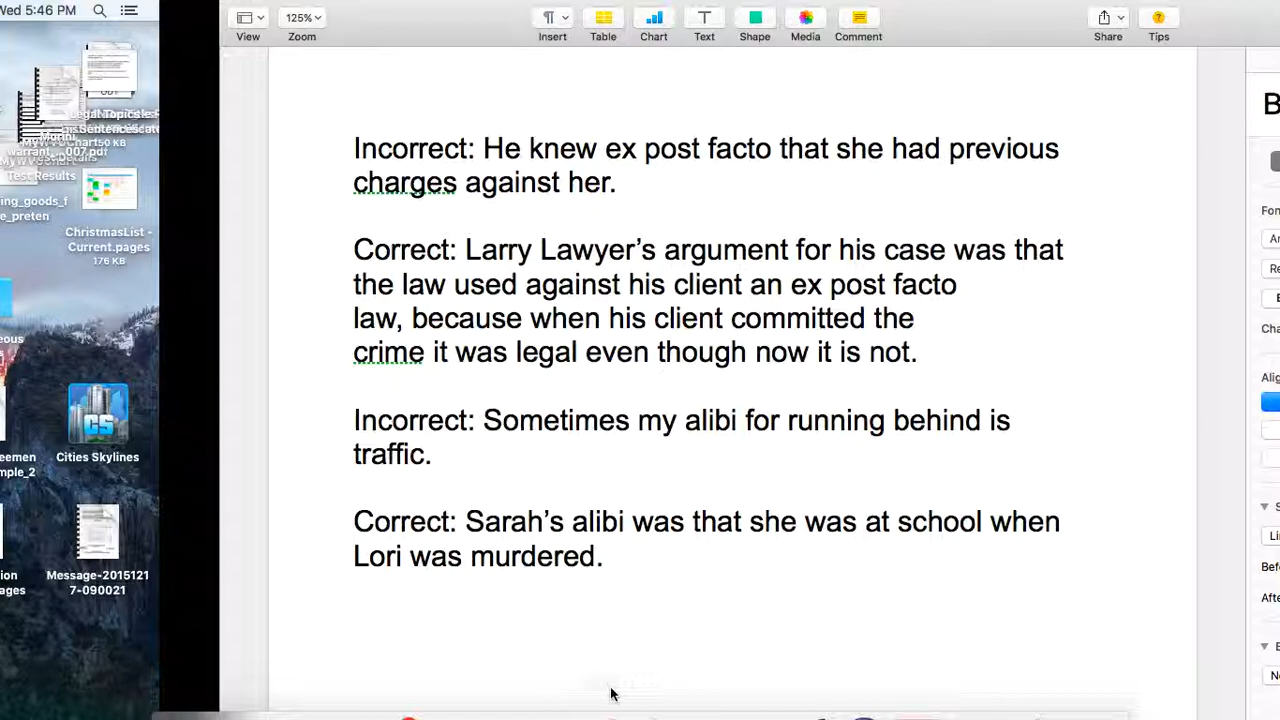 Wed 5:46 PM
View
125%
Zoom
Insert
Table
Chart
Text
Shape
Media
Comment
Share
Tips
Incorrect: He knew ex post facto that she had previous
charges against her.
Correct: Larry Lawyer’s argument for his case was that
the law used against his client an ex post facto
law, because when his client committed the
crime it was legal even though now it is not.
Incorrect: Sometimes my alibi for running behind is
traffic.
Correct: Sarah’s alibi was that she was at school when
Lori was murdered.
Test Results
ChristmasList -
Current.pages
176 KB
CS
Cities Skylines
Message-2015121
7-090021